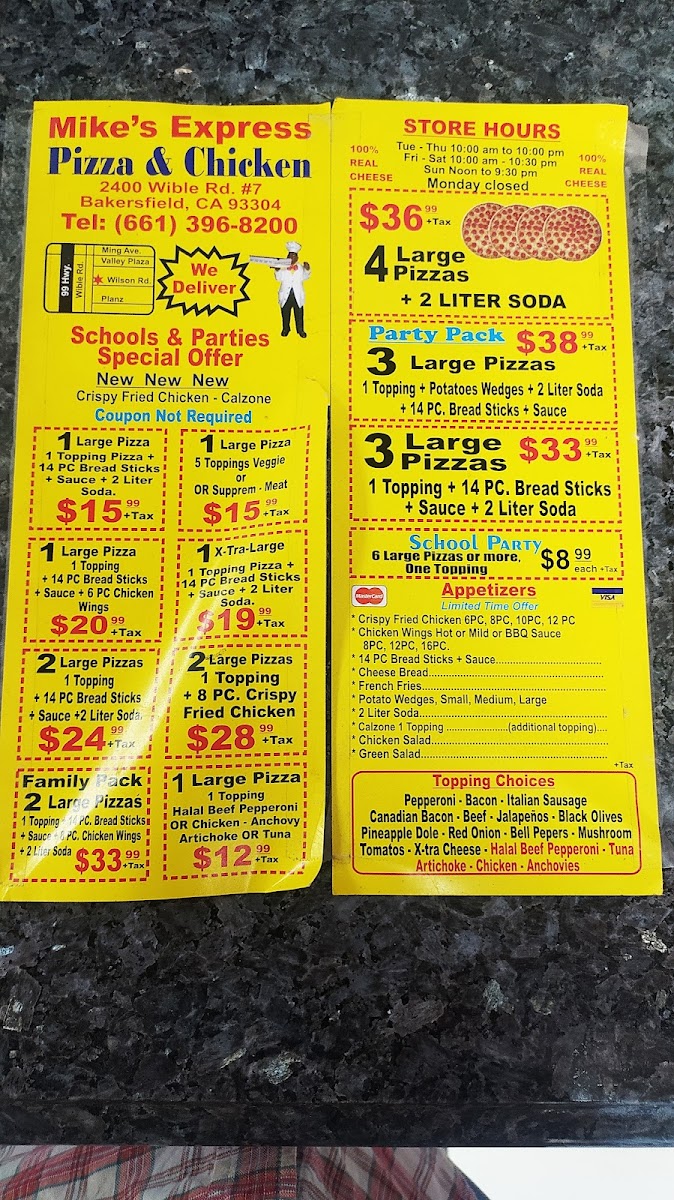 Mike's Express
Pizza & Chicken
2400 Wible Rd. #7
Bakersfield, CA 93304
Tel: (661) 396-8200
99 Hwy.
Wible Rd.
Ming Ave.
Valley Plaza
Wilson Rd.
Planz
We
Deliver
Schools & Parties
Special Offer
New New New
Crispy Fried Chicken - Calzone
Coupon Not Required
1 Large Pizza
1 Topping Pizza +
14 PC Bread Sticks
+ Sauce + 2 Liter
Soda.
$15.99 +Tax
1 Large Pizza
5 Toppings Veggie
or
OR Supprem - Meat
$15.99 +Tax
1 Large Pizza
1 Topping
+ 14 PC Bread Sticks
+ Sauce + 6 PC Chicken
Wings
$20.99 +Tax
1 X-Tra-Large
1 Topping Pizza +
14 PC Bread Sticks
+ Sauce + 2 Liter
Soda.
$19.99 +Tax
2 Large Pizzas
1 Topping
+ 14 PC Bread Sticks
+ Sauce +2 Liter Soda.
$24.99 +Tax
2 Large Pizzas
1 Topping
+ 8 PC. Crispy
Fried Chicken
$28.99 +Tax
Family Pack
2 Large Pizzas
1 Topping + 14 PC. Bread Sticks
+ Sauce + 6 PC. Chicken Wings
+ 2 Liter Soda $33.99 +Tax
1 Large Pizza
1 Topping
Halal Beef Pepperoni
OR Chicken - Anchovy
Artichoke OR Tuna
$12.99 +Tax
STORE HOURS
100%
REAL
CHEESE
Tue - Thu 10:00 am to 10:00 pm
Fri - Sat 10:00 am - 10:30 pm
Sun Noon to 9:30 pm
Monday closed
100%
REAL
CHEESE
$36.99 +Tax
4 Large
Pizzas
+ 2 LITER SODA
Party Pack $38.99 +Tax
3 Large Pizzas
1 Topping + Potatoes Wedges + 2 Liter Soda
+ 14 PC. Bread Sticks + Sauce
3 Large
Pizzas $33.99 +Tax
1 Topping + 14 PC. Bread Sticks
+ Sauce + 2 Liter Soda
School Party
6 Large Pizzas or more,
One Topping
$8.99 each +Tax
MasterCard
Appetizers
VISA
Limited Time Offer
* Crispy Fried Chicken 6PC, 8PC, 10PC, 12 PC
* Chicken Wings Hot or Mild or BBQ Sauce
8PC, 12PC, 16PC.
* 14 PC Bread Sticks + Sauce
* Cheese Bread
* French Fries
* Potato Wedges, Small, Medium, Large
* 2 Liter Soda
* Calzone 1 Topping (additional topping)
* Chicken Salad
* Green Salad
+Tax
Topping Choices
Pepperoni - Bacon - Italian Sausage
Canadian Bacon - Beef - Jalapeños - Black Olives
Pineapple Dole - Red Onion - Bell Pepers - Mushroom
Tomatos - X-tra Cheese - Halal Beef Pepperoni - Tuna
Artichoke - Chicken - Anchovies